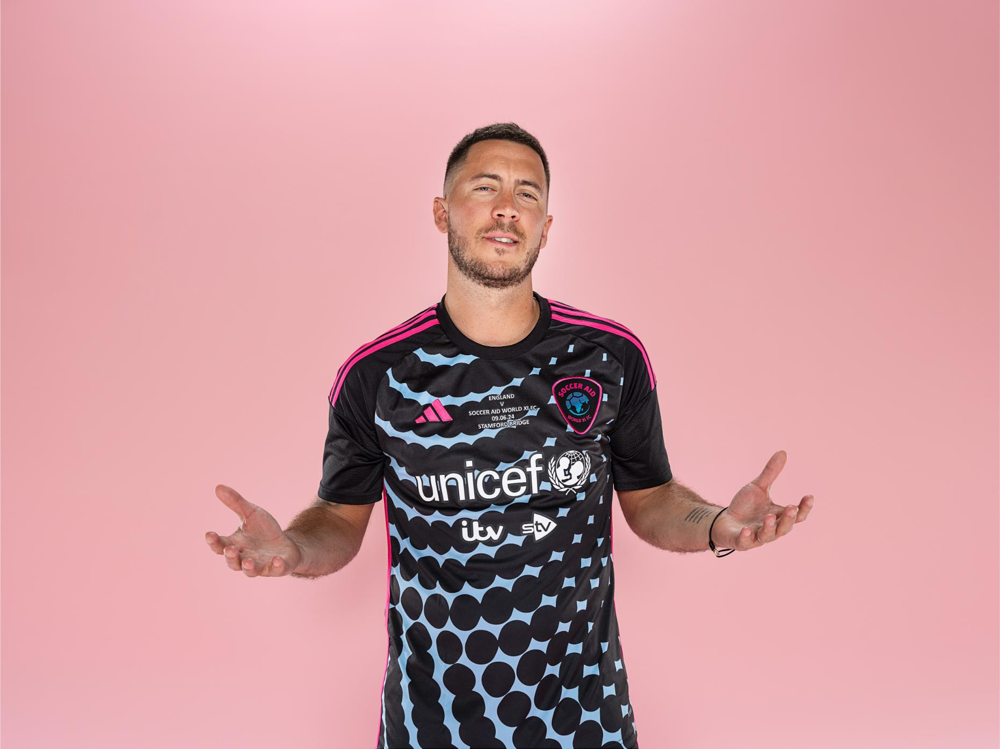 ENGLAND
V
SOCCER AID WORLD XI FC
09.06.24
STAMFORD BRIDGE
SOCCER AID
WORLD XI FC
unicef
itv
stv